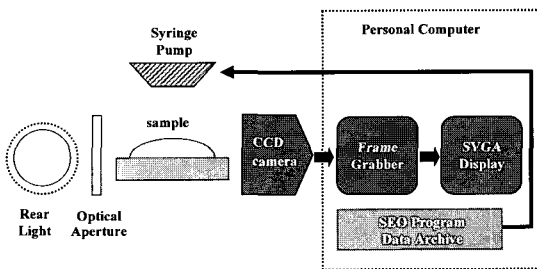 Syringe
Pump
Personal Computer
sample
CCD
camera
Frame
Grabber
SVGA
Display
Rear
Light
Optical
Aperture
SEO Program
Data Archive